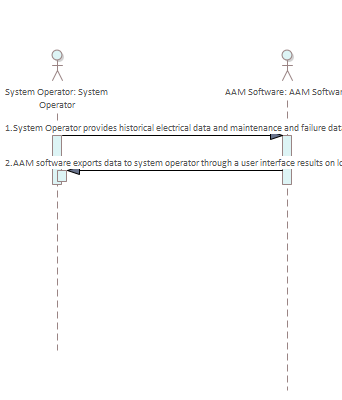 System Operator: System
Operator
AAM Software: AAM Softwar
1.System Operator provides historical electrical data and maintenance and failure dat
2.AAM software exports data to system operator through a user interface results on lo